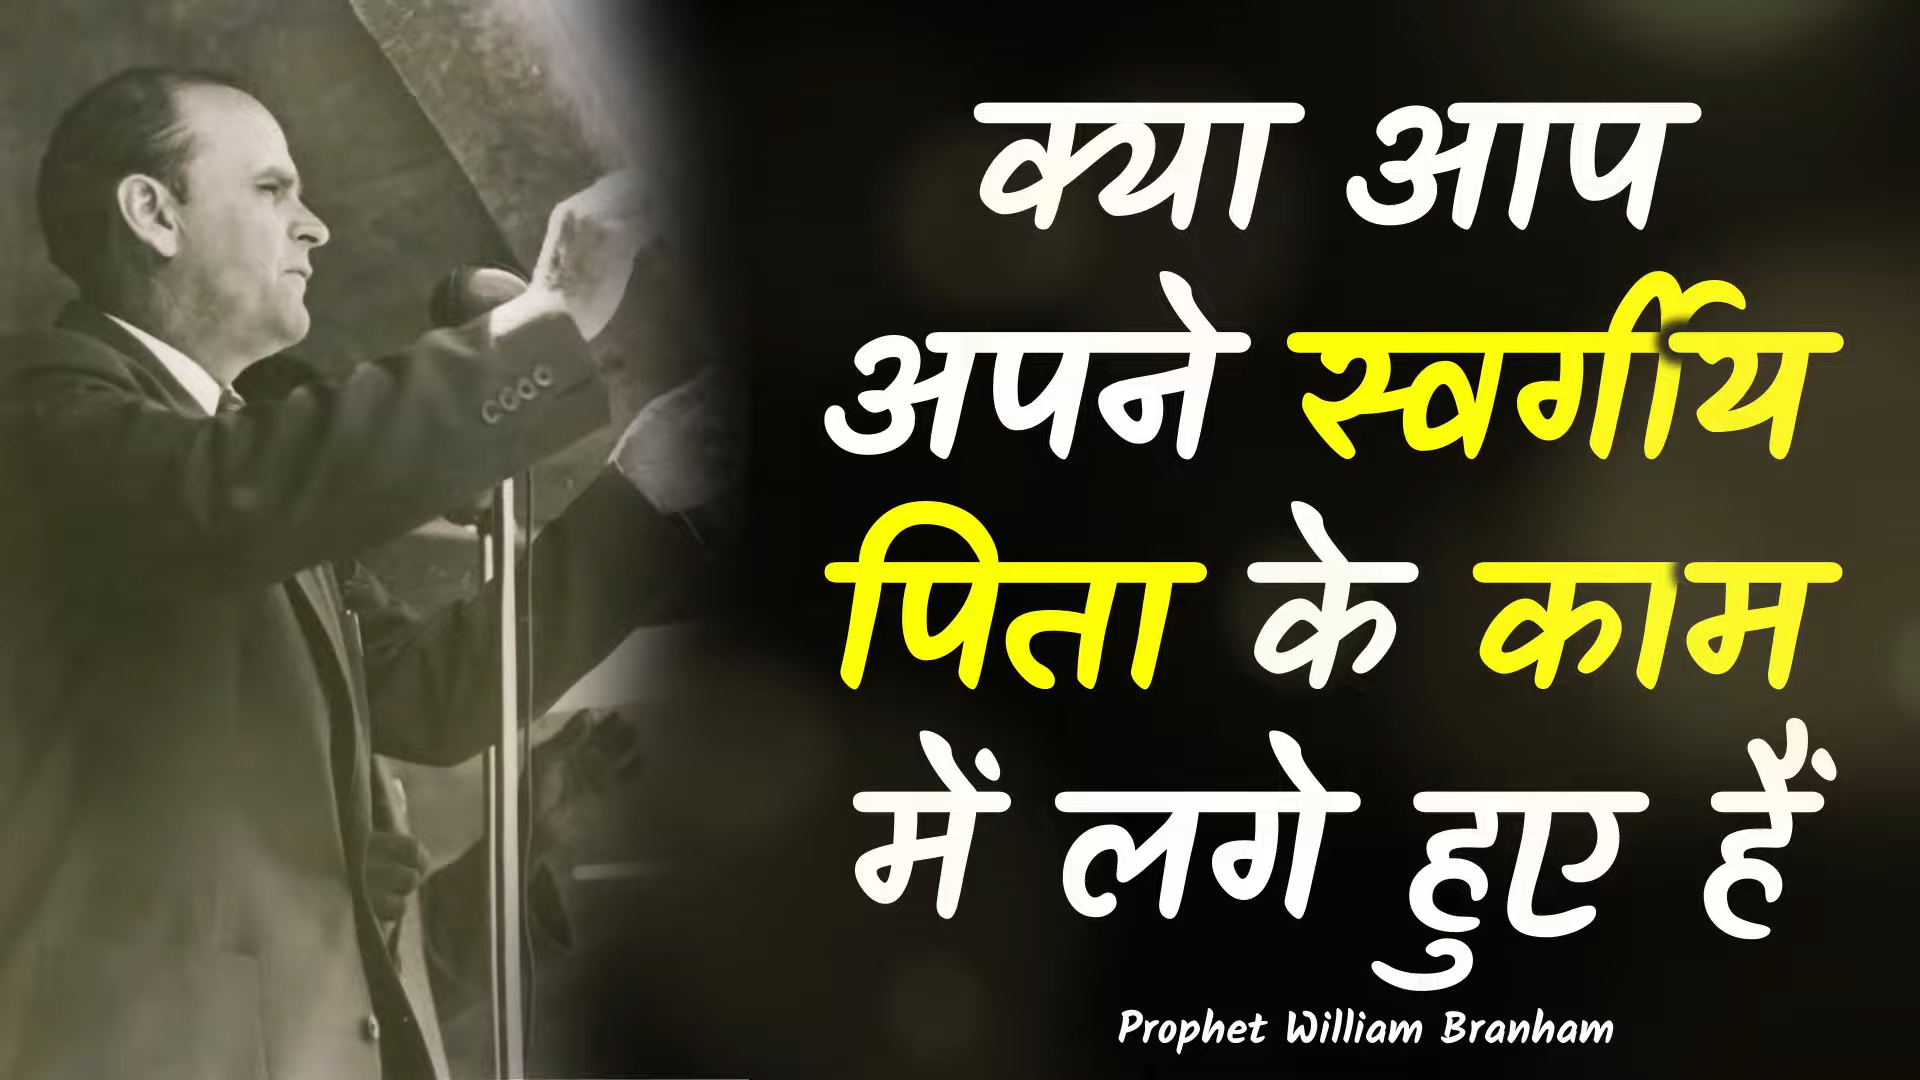 क्या आप
अपने स्वर्गीय
पिता के काम
में लगे हुए हैं
Prophet William Branham